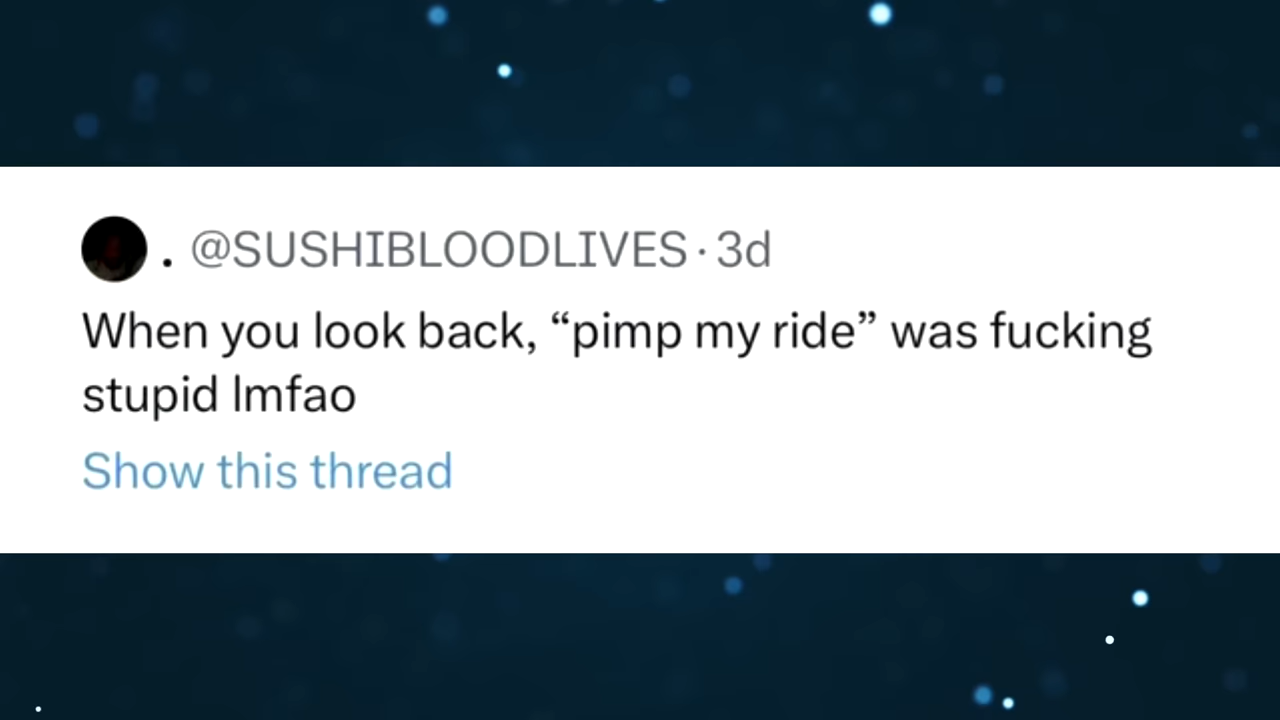 . @SUSHIBLOODLIVES · 3d
When you look back, “pimp my ride” was fucking
stupid lmfao
Show this thread